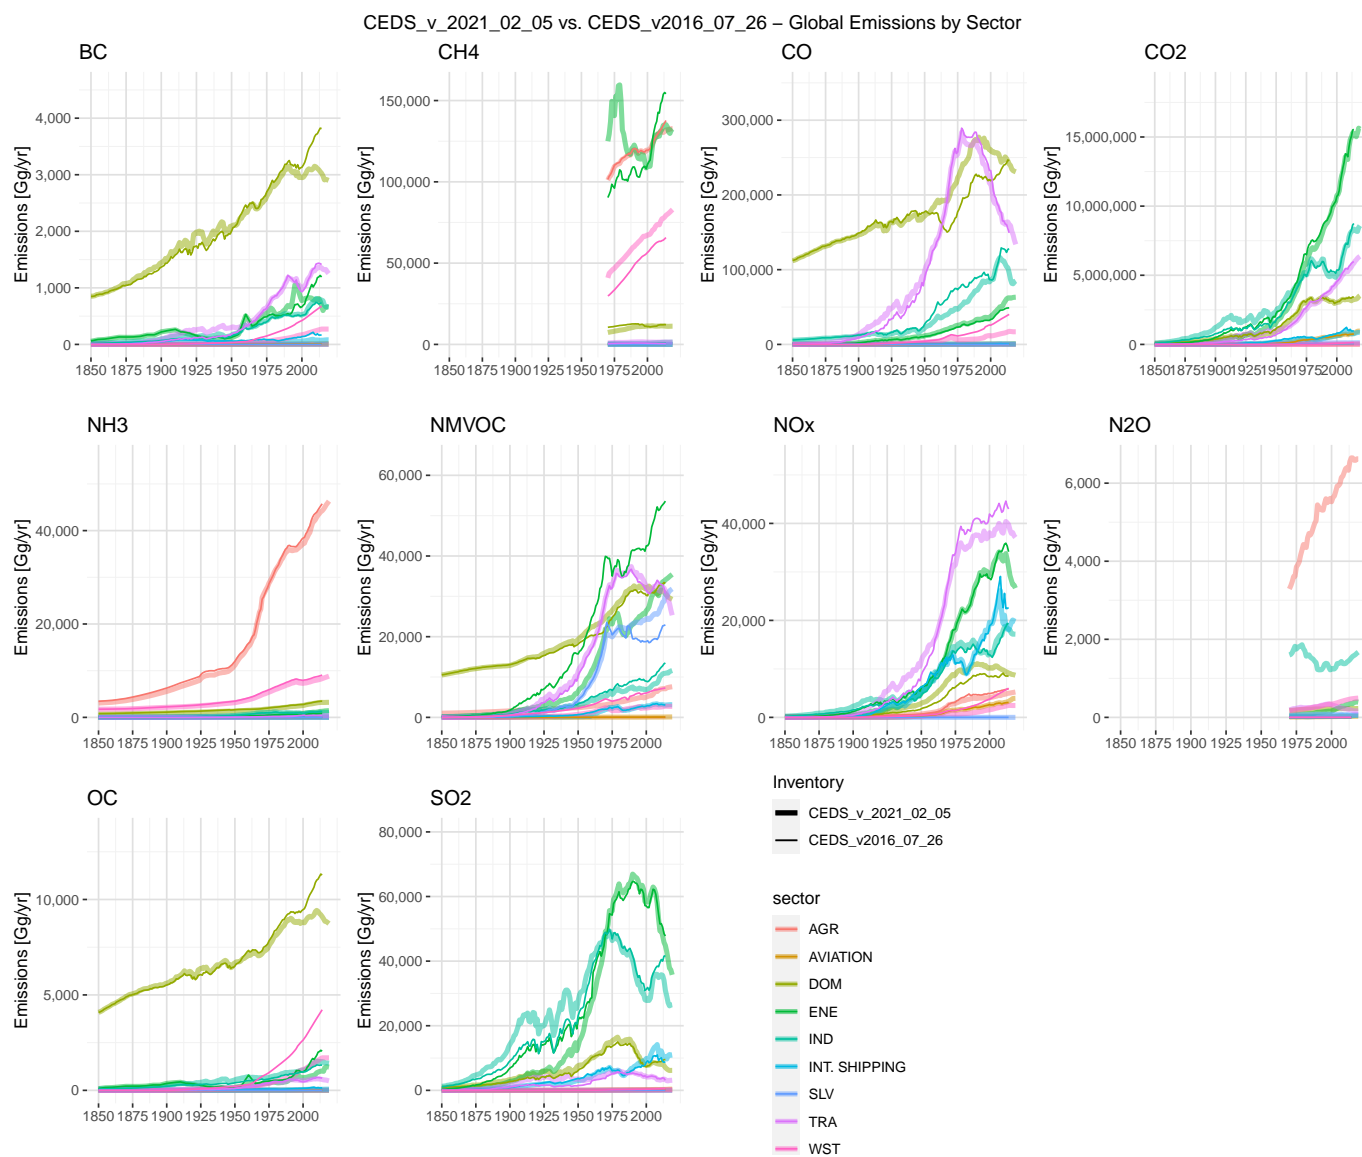 CEDS_v_2021_02_05 vs. CEDS_v2016_07_26 – Global Emissions by Sector
BC
CH4
CO
CO2
Emissions [Gg/yr]
4,000
3,000
2,000
1,000
0
1850 1875 1900 1925 1950 1975 2000
Emissions [Gg/yr]
150,000
100,000
50,000
0
1850 1875 1900 1925 1950 1975 2000
Emissions [Gg/yr]
300,000
200,000
100,000
0
1850 1875 1900 1925 1950 1975 2000
Emissions [Gg/yr]
15,000,000
10,000,000
5,000,000
0
1850 1875 1900 1925 1950 1975 2000
NH3
NMVOC
NOx
N2O
Emissions [Gg/yr]
40,000
20,000
0
1850 1875 1900 1925 1950 1975 2000
Emissions [Gg/yr]
60,000
40,000
20,000
0
1850 1875 1900 1925 1950 1975 2000
Emissions [Gg/yr]
40,000
20,000
0
1850 1875 1900 1925 1950 1975 2000
Emissions [Gg/yr]
6,000
4,000
2,000
0
1850 1875 1900 1925 1950 1975 2000
OC
SO2
Emissions [Gg/yr]
10,000
5,000
0
1850 1875 1900 1925 1950 1975 2000
Emissions [Gg/yr]
80,000
60,000
40,000
20,000
0
1850 1875 1900 1925 1950 1975 2000
Inventory
CEDS_v_2021_02_05
CEDS_v2016_07_26
sector
AGR
AVIATION
DOM
ENE
IND
INT. SHIPPING
SLV
TRA
WST